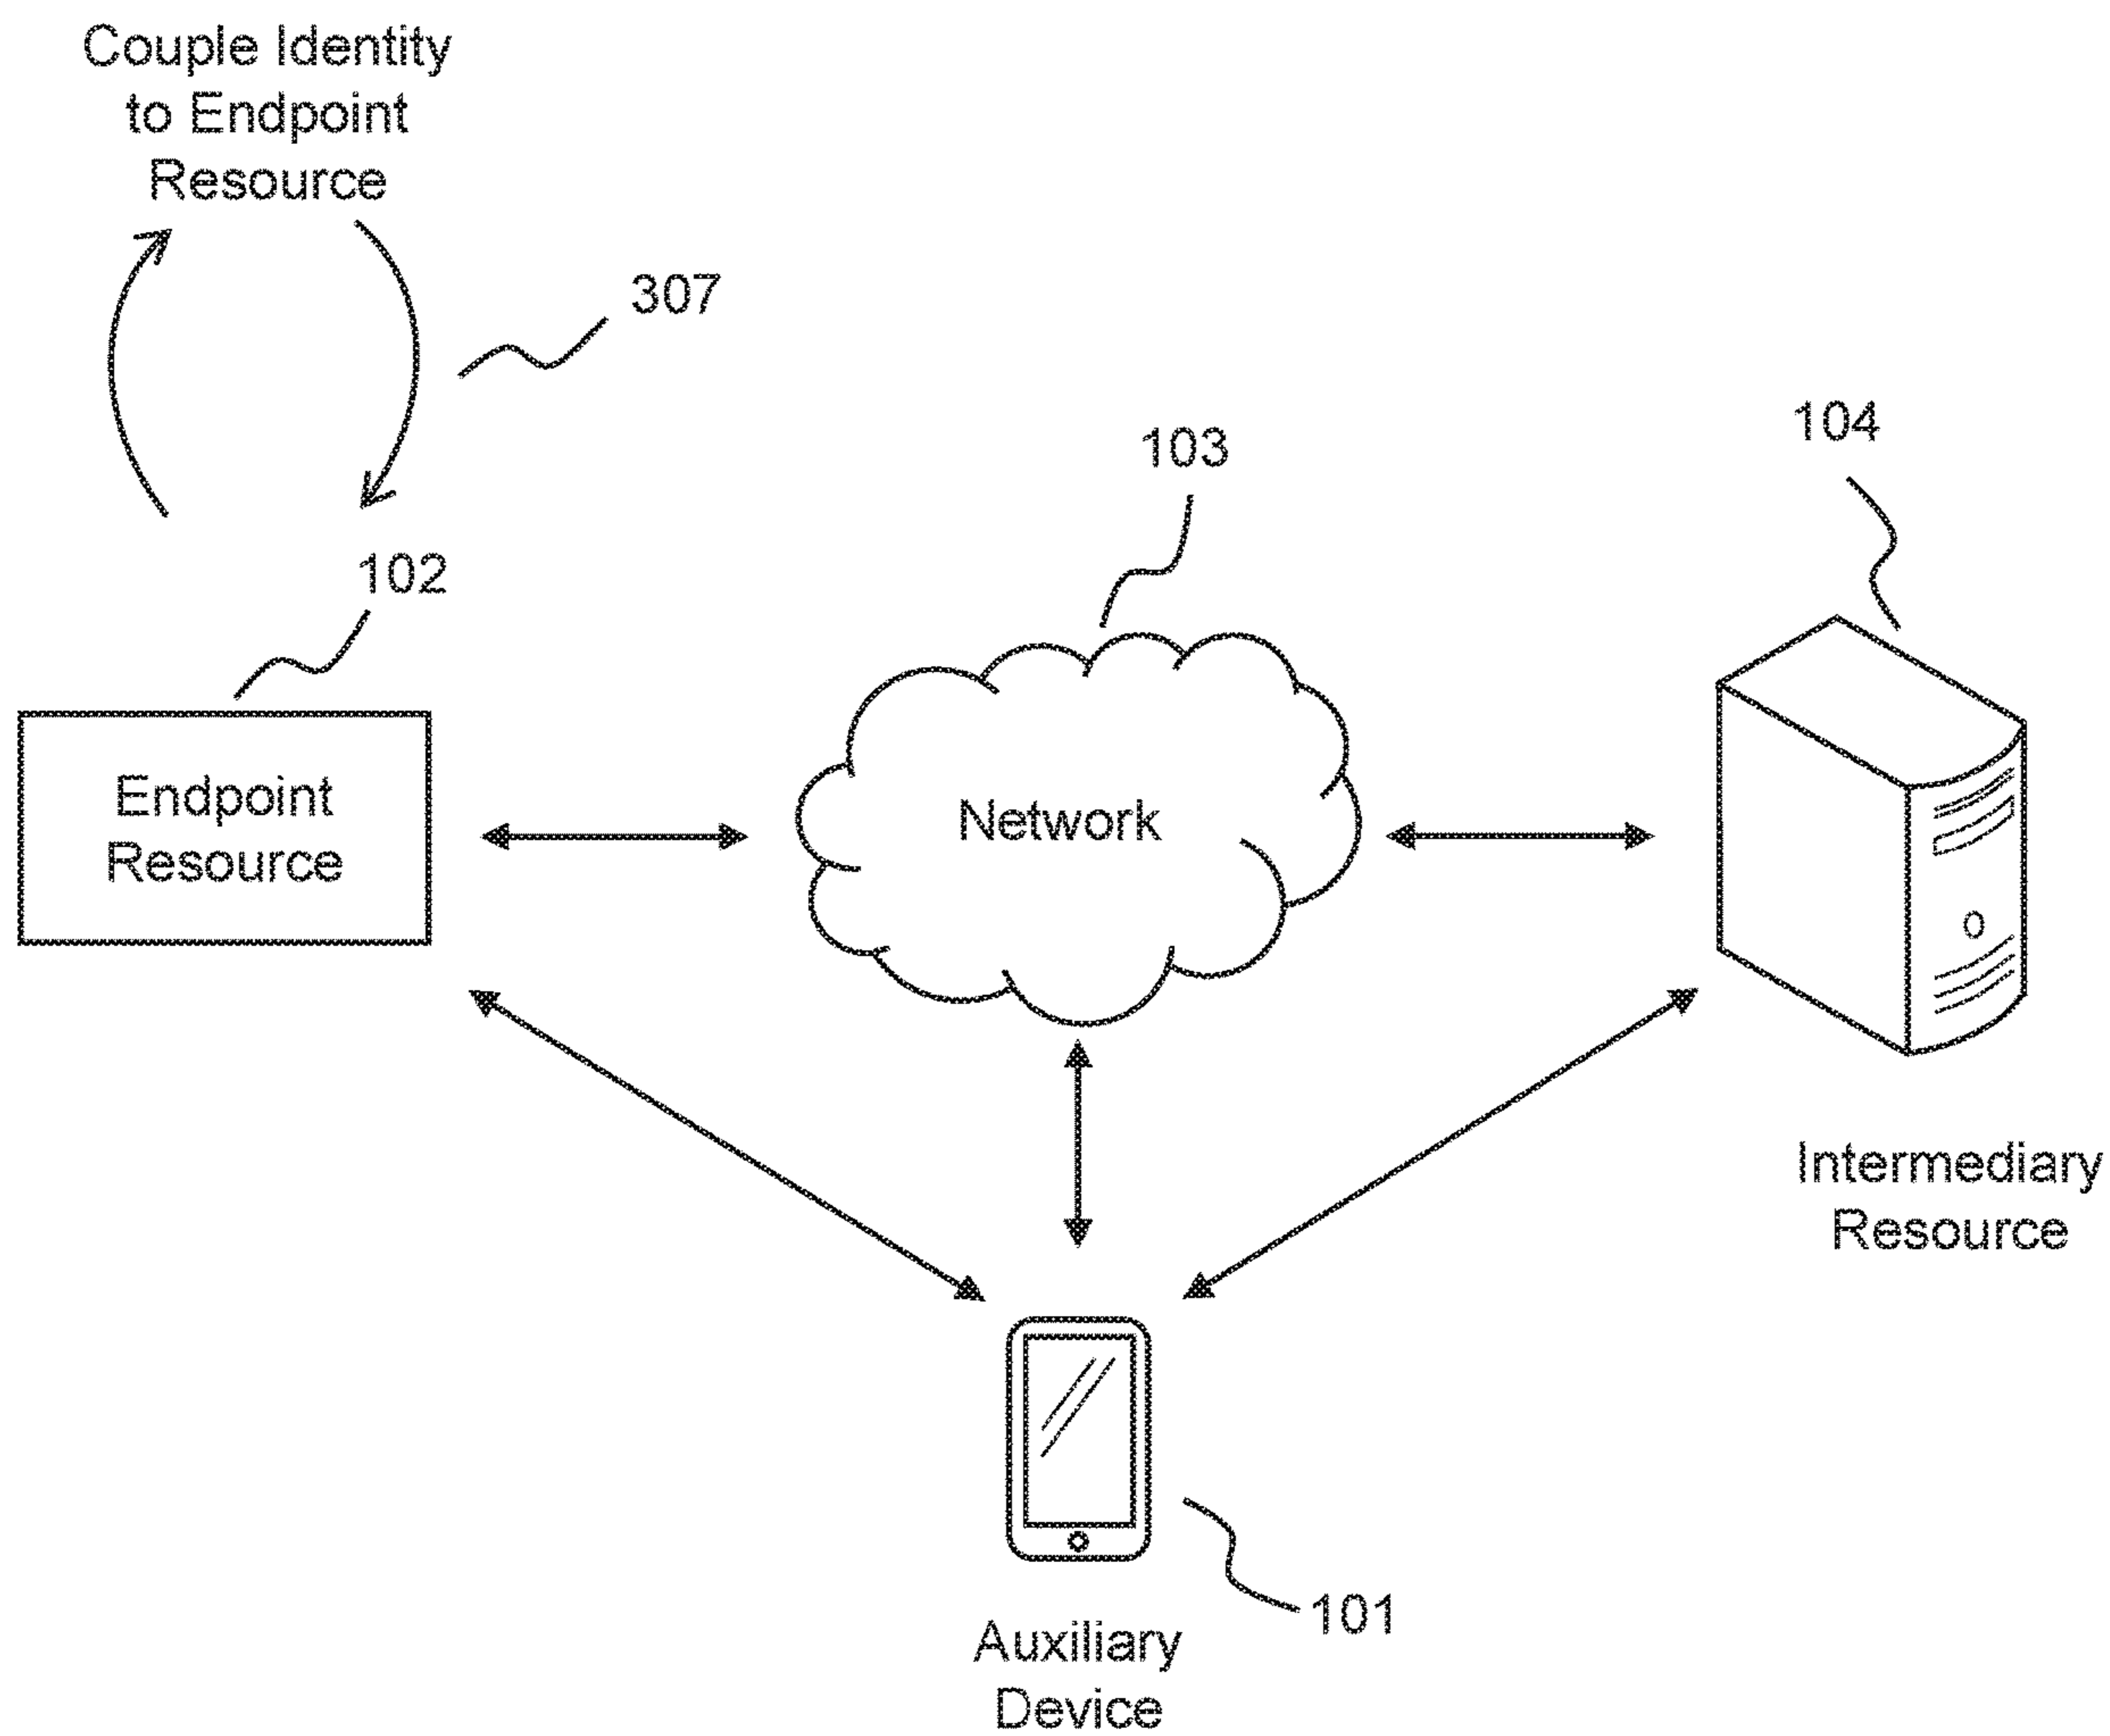 Couple Identity
to Endpoint
Resource
307
103
104
102
Endpoint
Resource
Network
Intermediary
Resource
101
Auxiliary
Device